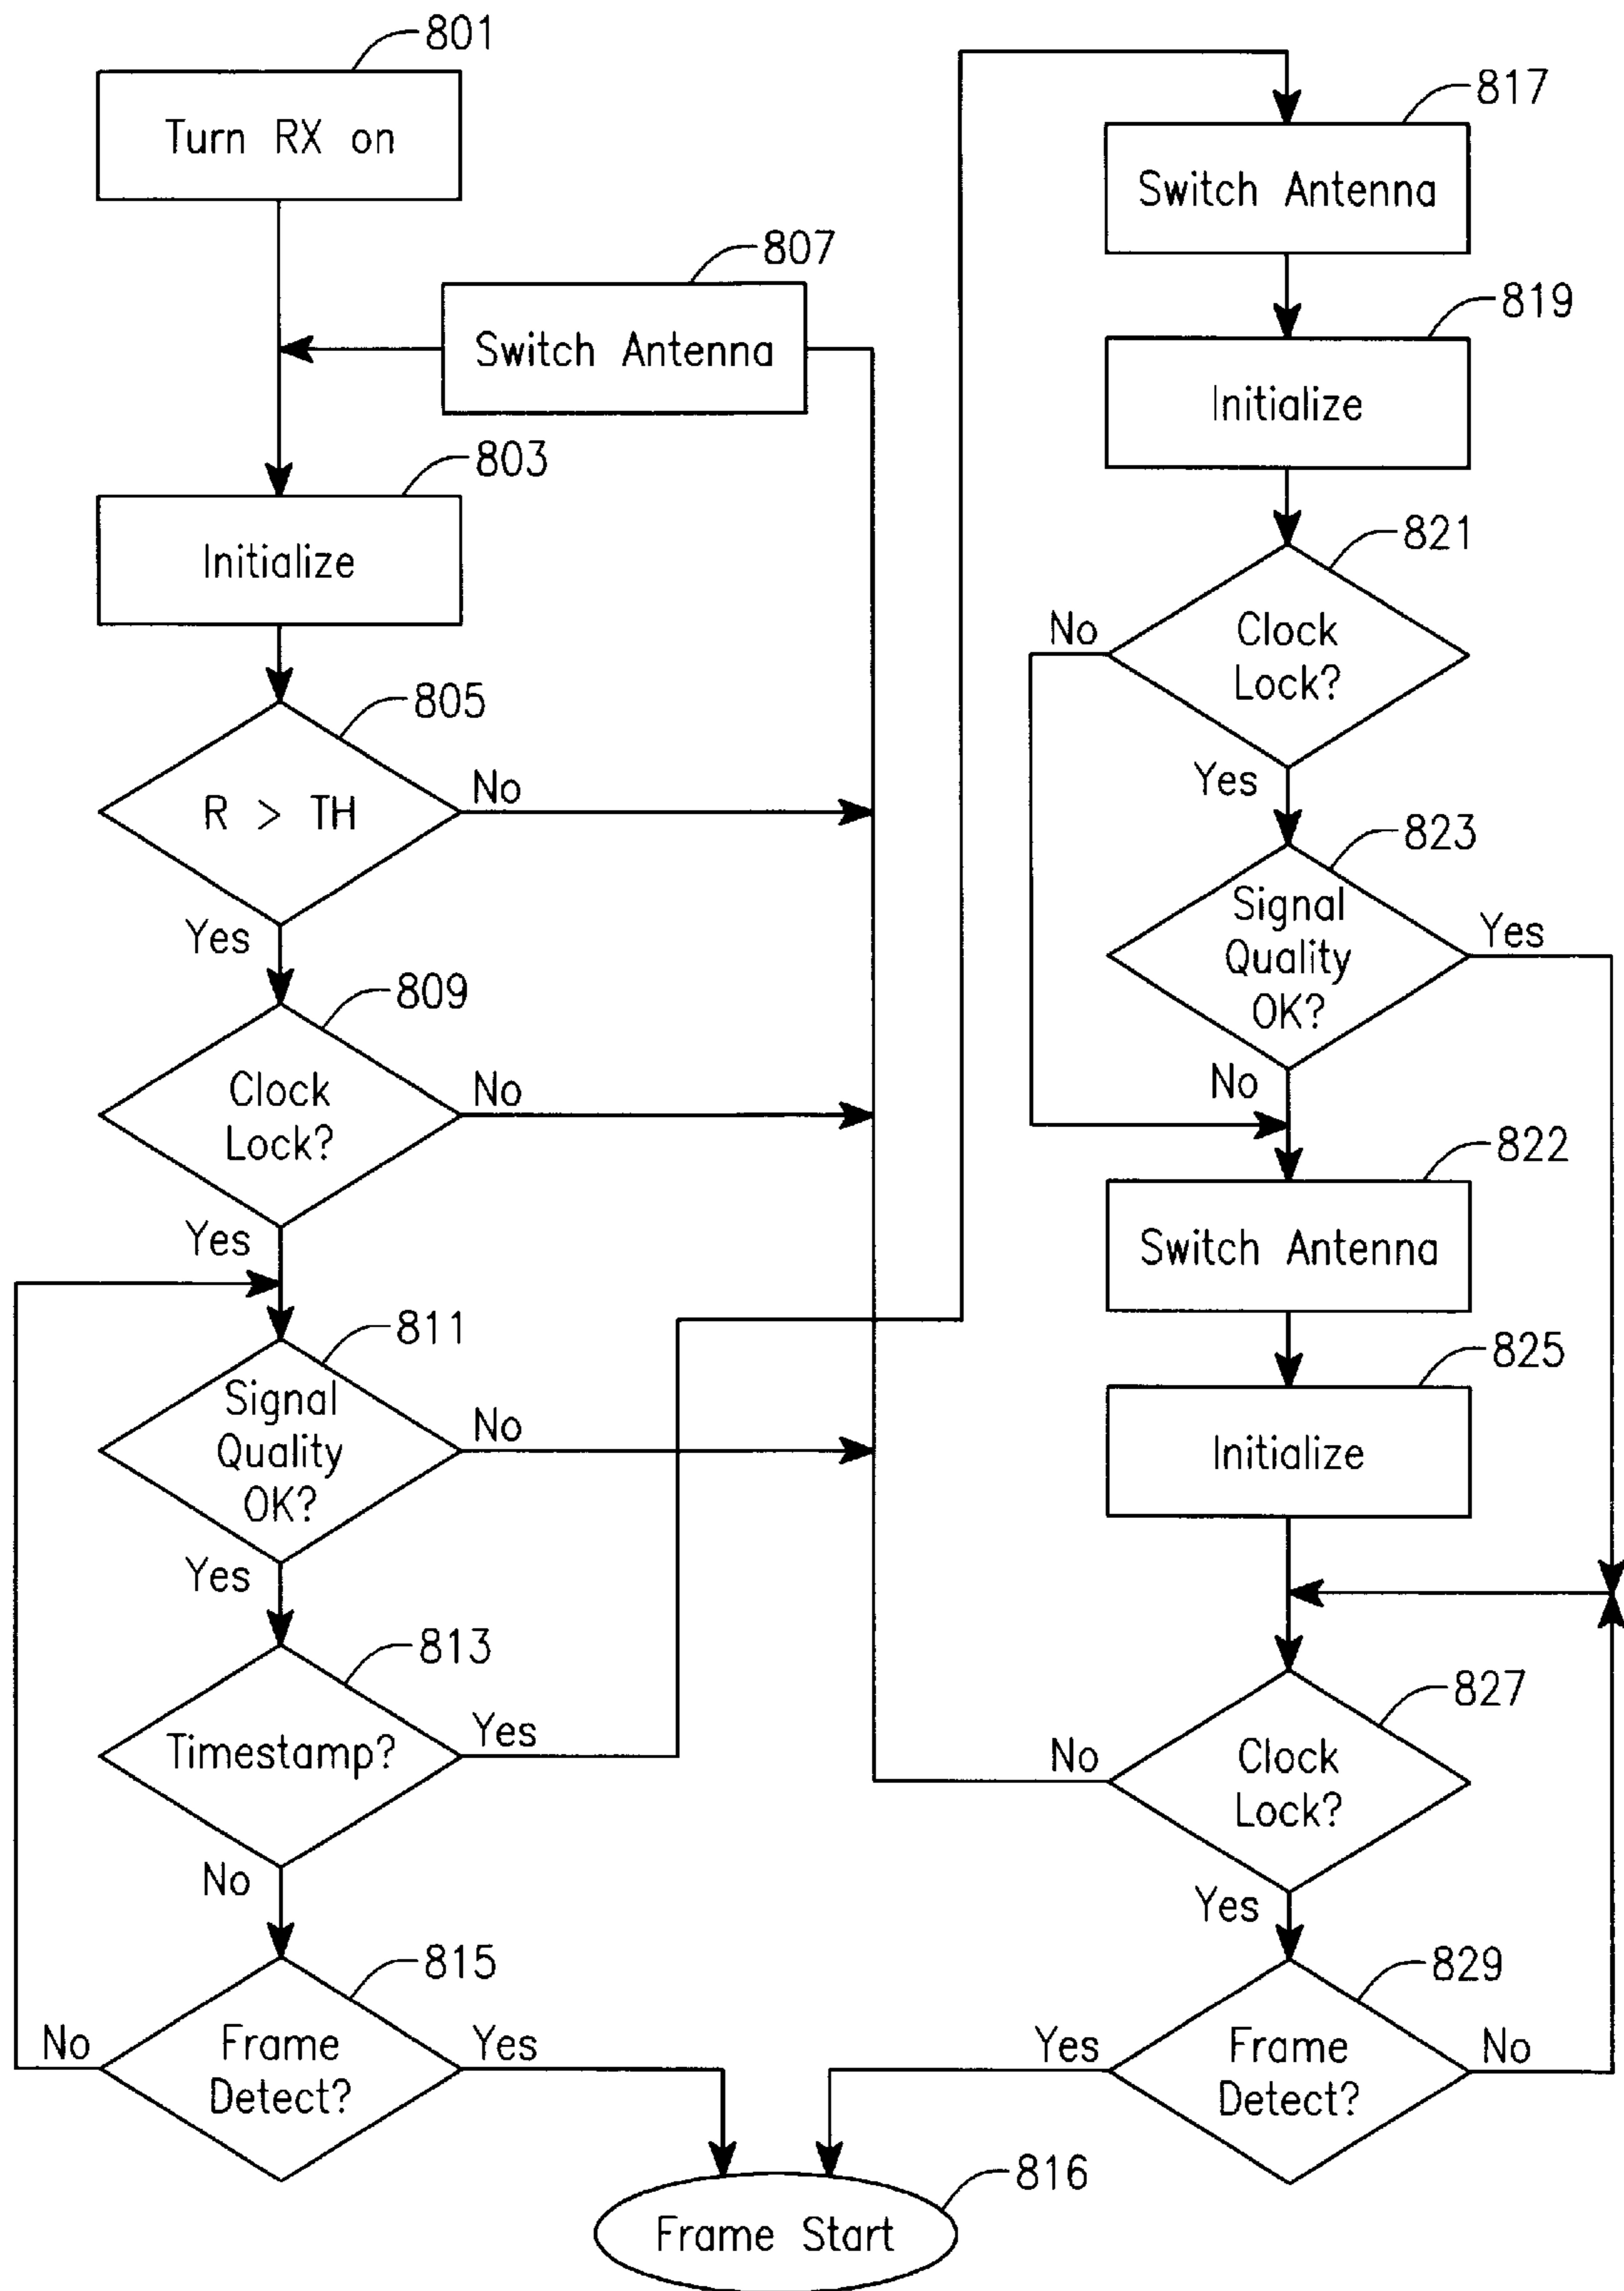 801
Turn RX on
807
Switch Antenna
803
Initialize
805
R > TH
No
Yes
809
Clock
Lock?
No
Yes
811
Signal
Quality
OK?
No
Yes
813
Timestamp?
Yes
No
815
Frame
Detect?
No
Yes
817
Switch Antenna
819
Initialize
821
Clock
Lock?
No
Yes
823
Signal
Quality
OK?
Yes
No
822
Switch Antenna
825
Initialize
827
Clock
Lock?
No
Yes
829
Frame
Detect?
Yes
No
816
Frame Start